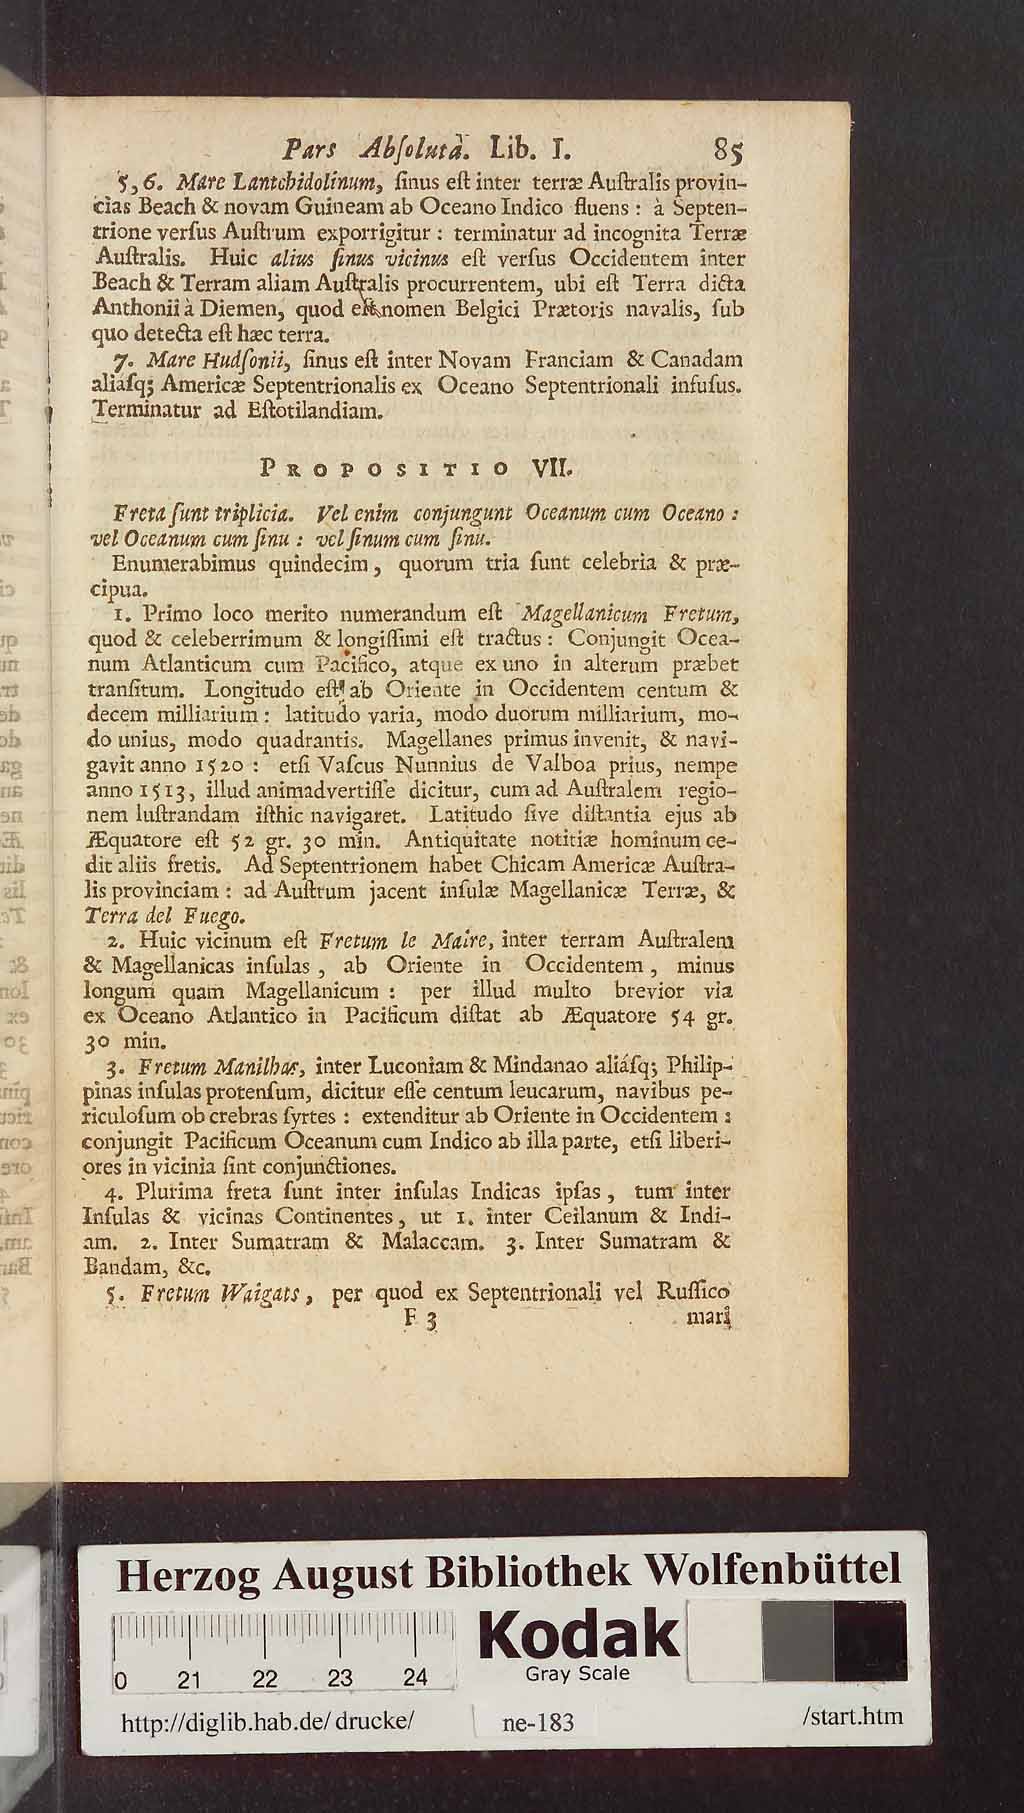 Pars Abſoluta. Lib. I. 85
5, 6. Mare Lantchidolinum, ſinus eſt inter terræ Auſtralis provin-
cias Beach & novam Guineam ab Oceano Indico fluens : à Septen-
trione verſus Auſtrum exporrigitur : terminatur ad incognita Terræ
Auſtralis. Huic alius ſinus vicinus eſt verſus Occidentem inter
Beach & Terram aliam Auſtralis procurrentem, ubi eſt Terra dicta
Anthonii à Diemen, quod eſt nomen Belgici Prætoris navalis, ſub
quo detecta eſt hæc terra.
7. Mare Hudſonii, ſinus eſt inter Novam Franciam & Canadam
aliáſq; Americæ Septentrionalis ex Oceano Septentrionali infuſus.
Terminatur ad Eſtotilandiam.
PROPOSITIO VII.
Freta ſunt triplicia. Vel enim conjungunt Oceanum cum Oceano :
vel Oceanum cum ſinu : vel ſinum cum ſinu.
Enumerabimus quindecim, quorum tria ſunt celebria & præ-
cipua.
1. Primo loco merito numerandum eſt Magellanicum Fretum,
quod & celeberrimum & longiſſimi eſt tractus : Conjungit Ocea-
num Atlanticum cum Pacifico, atque ex uno in alterum præbet
tranſitum. Longitudo eſt ab Oriente in Occidentem centum &
decem milliarium : latitudo varia, modo duorum milliarium, mo-
do unius, modo quadrantis. Magellanes primus invenit, & navi-
gavit anno 1520 : etſi Vaſcus Nunnius de Valboa prius, nempe
anno 1513, illud animadvertiſſe dicitur, cum ad Auſtralem regio-
nem luſtrandam iſthic navigaret. Latitudo ſive diſtantia ejus ab
Æquatore eſt 52 gr. 30 min. Antiquitate notitiæ hominum ce-
dit aliis fretis. Ad Septentrionem habet Chicam Americæ Auſtra-
lis provinciam : ad Auſtrum jacent inſulæ Magellanicæ Terræ, &
Terra del Fuego.
2. Huic vicinum eſt Fretum le Maire, inter terram Auſtralem
& Magellanicas inſulas, ab Oriente in Occidentem, minus
longum quam Magellanicum : per illud multo brevior via
ex Oceano Atlantico in Pacificum diſtat ab Æquatore 54 gr.
30 min.
3. Fretum Manilhas, inter Luconiam & Mindanao aliáſq; Philip-
pinas inſulas protenſum, dicitur eſſe centum leucarum, navibus pe-
riculoſum ob crebras ſyrtes : extenditur ab Oriente in Occidentem :
conjungit Pacificum Oceanum cum Indico ab illa parte, etſi liberi-
ores in vicinia ſint conjunctiones.
4. Plurima freta ſunt inter inſulas Indicas ipſas, tum inter
Inſulas & vicinas Continentes, ut 1. inter Ceilanum & Indi-
am. 2. Inter Sumatram & Malaccam. 3. Inter Sumatram &
Bandam, &c.
5. Fretum Waigats, per quod ex Septentrionali vel Ruſſico
F 3 mari
Herzog August Bibliothek Wolfenbüttel
0 21 22 23 24
Kodak
Gray Scale
http://diglib.hab.de/drucke/ ne-183 /start.htm